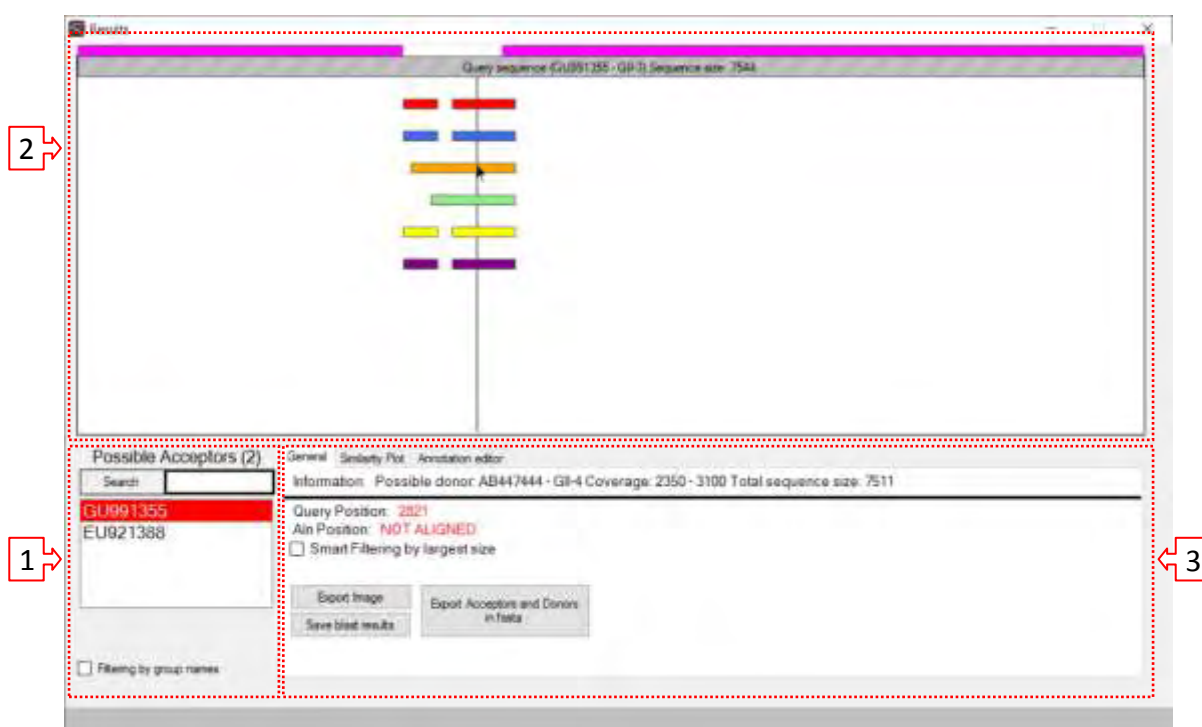 Results
Query sequence (GU991355 - GII-3) Sequence size: 7544
2
Possible Acceptors (2)
Search
GU991355
EU921388
1
Filtering by group names
General Similarity Plot Annotation editor
Information: Possible donor: AB447444 - GII-4 Coverage: 2350 - 3100 Total sequence size: 7511
Query Position: 2821
Aln Position: NOT ALIGNED
Smart Filtering by largest size
Export Image
Save blast results
Export Acceptors and Donors
in fasta
3